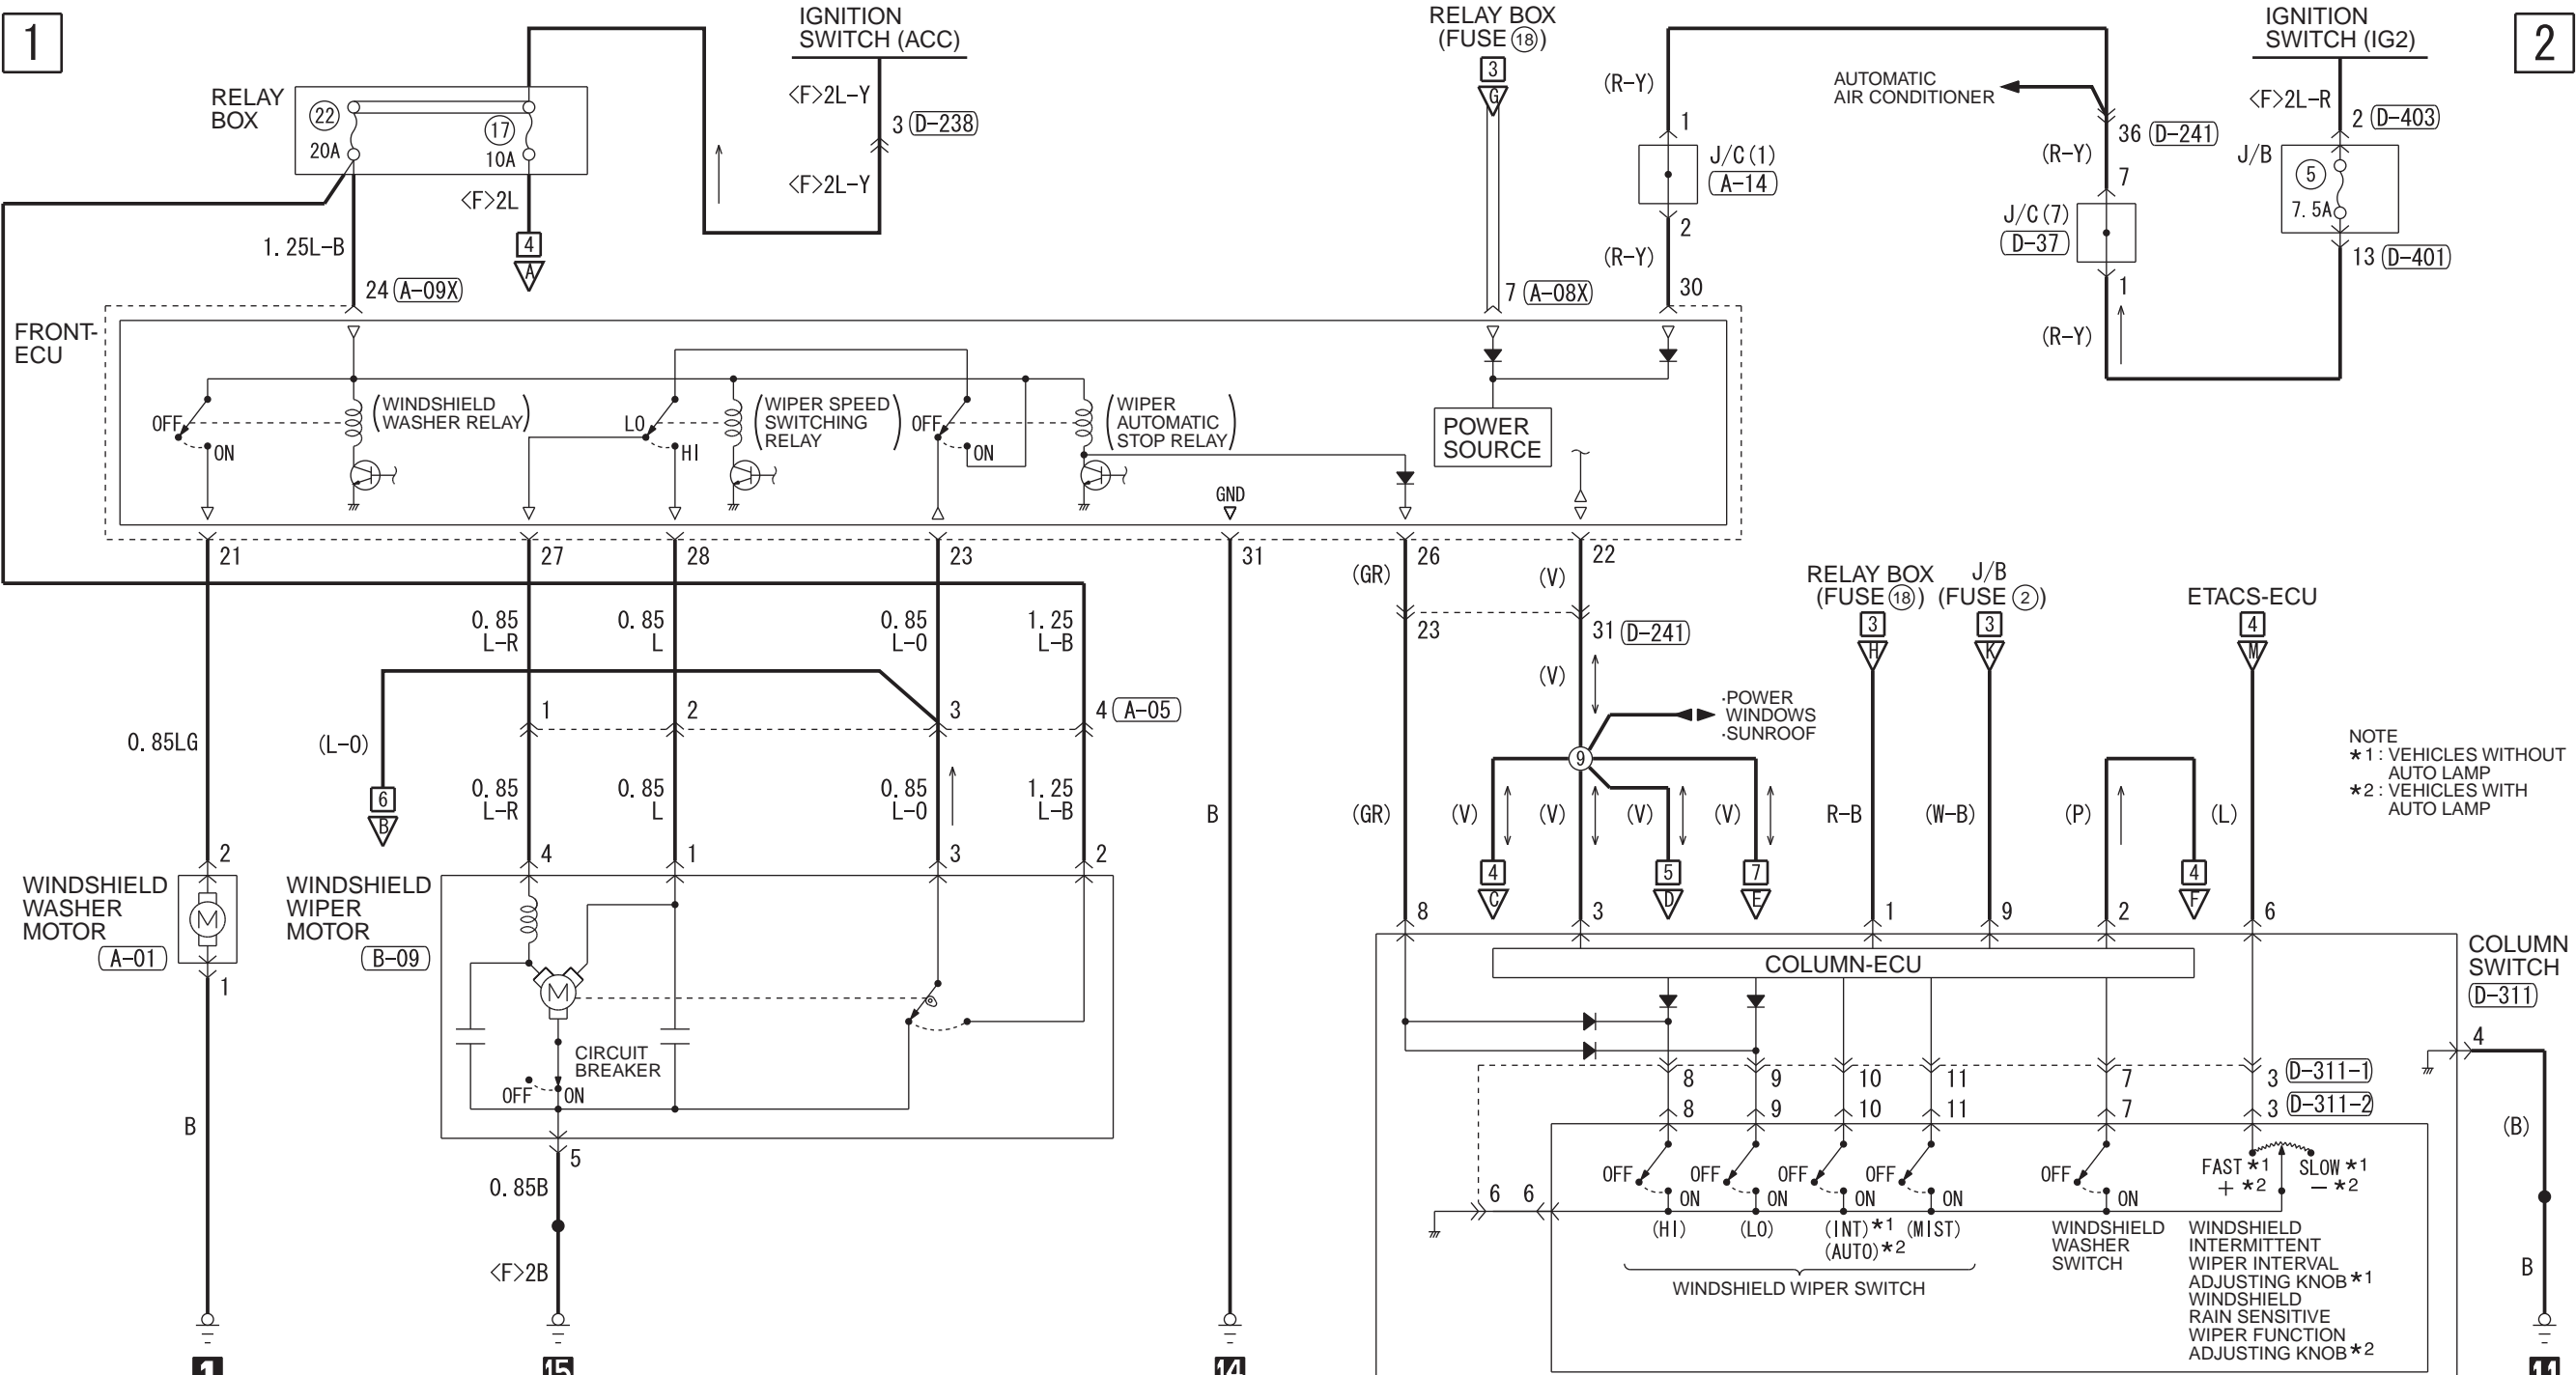 1
IGNITION
SWITCH (ACC)
RELAY BOX
(FUSE 18)
IGNITION
SWITCH (IG2)
2
RELAY
BOX
22
20A
17
10A
<F>2L-Y
3 D-238
<F>2L-Y
<F>2L
4
A
1.25L-B
24 A-09X
3
G
7 A-08X
(R-Y)
1
J/C(1)
A-14
2
(R-Y)
30
AUTOMATIC
AIR CONDITIONER
36 D-241
(R-Y)
7
J/C(7)
D-37
1
(R-Y)
<F>2L-R
2 D-403
J/B
5
7.5A
13 D-401
FRONT-
ECU
OFF
ON
(WINDSHIELD
WASHER RELAY)
LO
HI
(WIPER SPEED
SWITCHING
RELAY)
OFF
ON
(WIPER
AUTOMATIC
STOP RELAY)
GND
POWER
SOURCE
21
27
28
23
31
26
22
0.85
L-R
0.85
L
0.85
L-O
1.25
L-B
1
2
3
4 A-05
0.85LG
(L-O)
6
B
0.85
L-R
0.85
L
0.85
L-O
1.25
L-B
B
(GR)
(V)
23
31 D-241
(V)
·POWER
WINDOWS
·SUNROOF
9
(GR)
(V)
(V)
(V)
(V)
4
C
5
D
7
E
RELAY BOX
(FUSE 18)
3
H
J/B
(FUSE 2)
3
K
ETACS-ECU
4
M
R-B
(W-B)
(P)
(L)
4
F
NOTE
*1 : VEHICLES WITHOUT
AUTO LAMP
*2 : VEHICLES WITH
AUTO LAMP
2
WINDSHIELD
WASHER
MOTOR
A-01
M
1
B
WINDSHIELD
WIPER
MOTOR
B-09
4
1
3
2
M
CIRCUIT
BREAKER
OFF
ON
5
0.85B
<F>2B
8
3
1
9
2
6
COLUMN-ECU
COLUMN
SWITCH
D-311
4
8
9
10
11
7
3 D-311-1
8
9
10
11
7
3 D-311-2
6
6
OFF
ON
OFF
ON
OFF
ON
OFF
ON
OFF
ON
FAST *1
+ *2
SLOW *1
- *2
(HI)
(LO)
(INT) *1
(AUTO) *2
(MIST)
WINDSHIELD WIPER SWITCH
WINDSHIELD
WASHER
SWITCH
WINDSHIELD
INTERMITTENT
WIPER INTERVAL
ADJUSTING KNOB *1
WINDSHIELD
RAIN SENSITIVE
WIPER FUNCTION
ADJUSTING KNOB *2
(B)
B
1
15
14
11